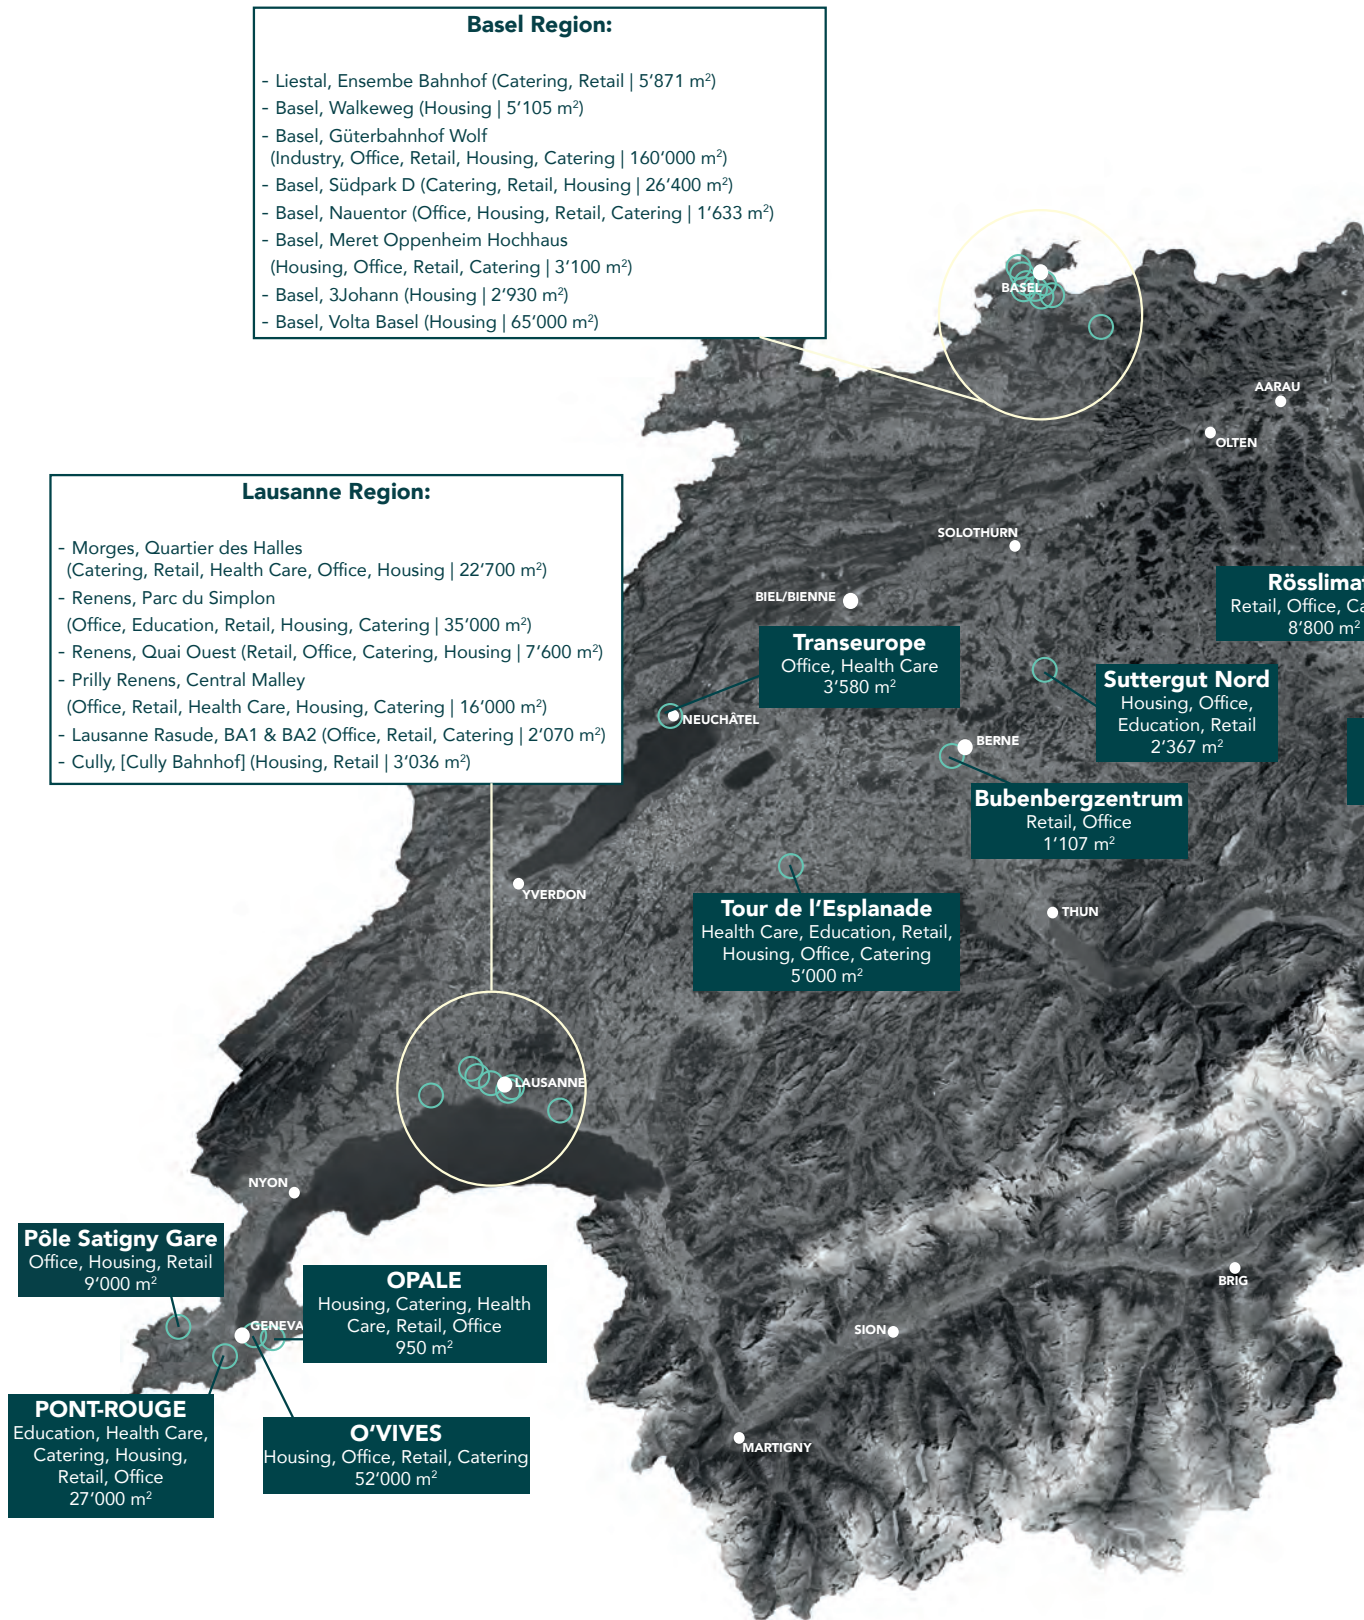 Basel Region:
- Liestal, Ensembe Bahnhof (Catering, Retail | 5'871 m²)
- Basel, Walkeweg (Housing | 5'105 m²)
- Basel, Güterbahnhof Wolf
(Industry, Office, Retail, Housing, Catering | 160'000 m²)
- Basel, Südpark D (Catering, Retail, Housing | 26'400 m²)
- Basel, Nauentor (Office, Housing, Retail, Catering | 1'633 m²)
- Basel, Meret Oppenheim Hochhaus
(Housing, Office, Retail, Catering | 3'100 m²)
- Basel, 3Johann (Housing | 2'930 m²)
- Basel, Volta Basel (Housing | 65'000 m²)
BASEL
AARAU
OLTEN
Lausanne Region:
- Morges, Quartier des Halles
(Catering, Retail, Health Care, Office, Housing | 22'700 m²)
- Renens, Parc du Simplon
(Office, Education, Retail, Housing, Catering | 35'000 m²)
- Renens, Quai Ouest (Retail, Office, Catering, Housing | 7'600 m²)
- Prilly Renens, Central Malley
(Office, Retail, Health Care, Housing, Catering | 16'000 m²)
- Lausanne Rasude, BA1 & BA2 (Office, Retail, Catering | 2'070 m²)
- Cully, [Cully Bahnhof] (Housing, Retail | 3'036 m²)
SOLOTHURN
BIEL/BIENNE
Rösslimat
Retail, Office, Ca
8'800 m²
Transeurope
Office, Health Care
3'580 m²
NEUCHÂTEL
Suttergut Nord
Housing, Office,
Education, Retail
2'367 m²
BERNE
Bubenbergzentrum
Retail, Office
1'107 m²
YVERDON
Tour de l'Esplanade
Health Care, Education, Retail,
Housing, Office, Catering
5'000 m²
THUN
LAUSANNE
NYON
Pôle Satigny Gare
Office, Housing, Retail
9'000 m²
OPALE
Housing, Catering, Health
Care, Retail, Office
950 m²
GENEVA
BRIG
SION
PONT-ROUGE
Education, Health Care,
Catering, Housing,
Retail, Office
27'000 m²
O'VIVES
Housing, Office, Retail, Catering
52'000 m²
MARTIGNY